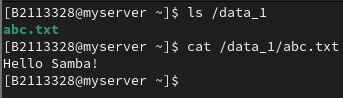 [B2113328@myserver ~]$ ls /data_1
abc.txt
[B2113328@myserver ~]$ cat /data_1/abc.txt
Hello Samba!
[B2113328@myserver ~]$